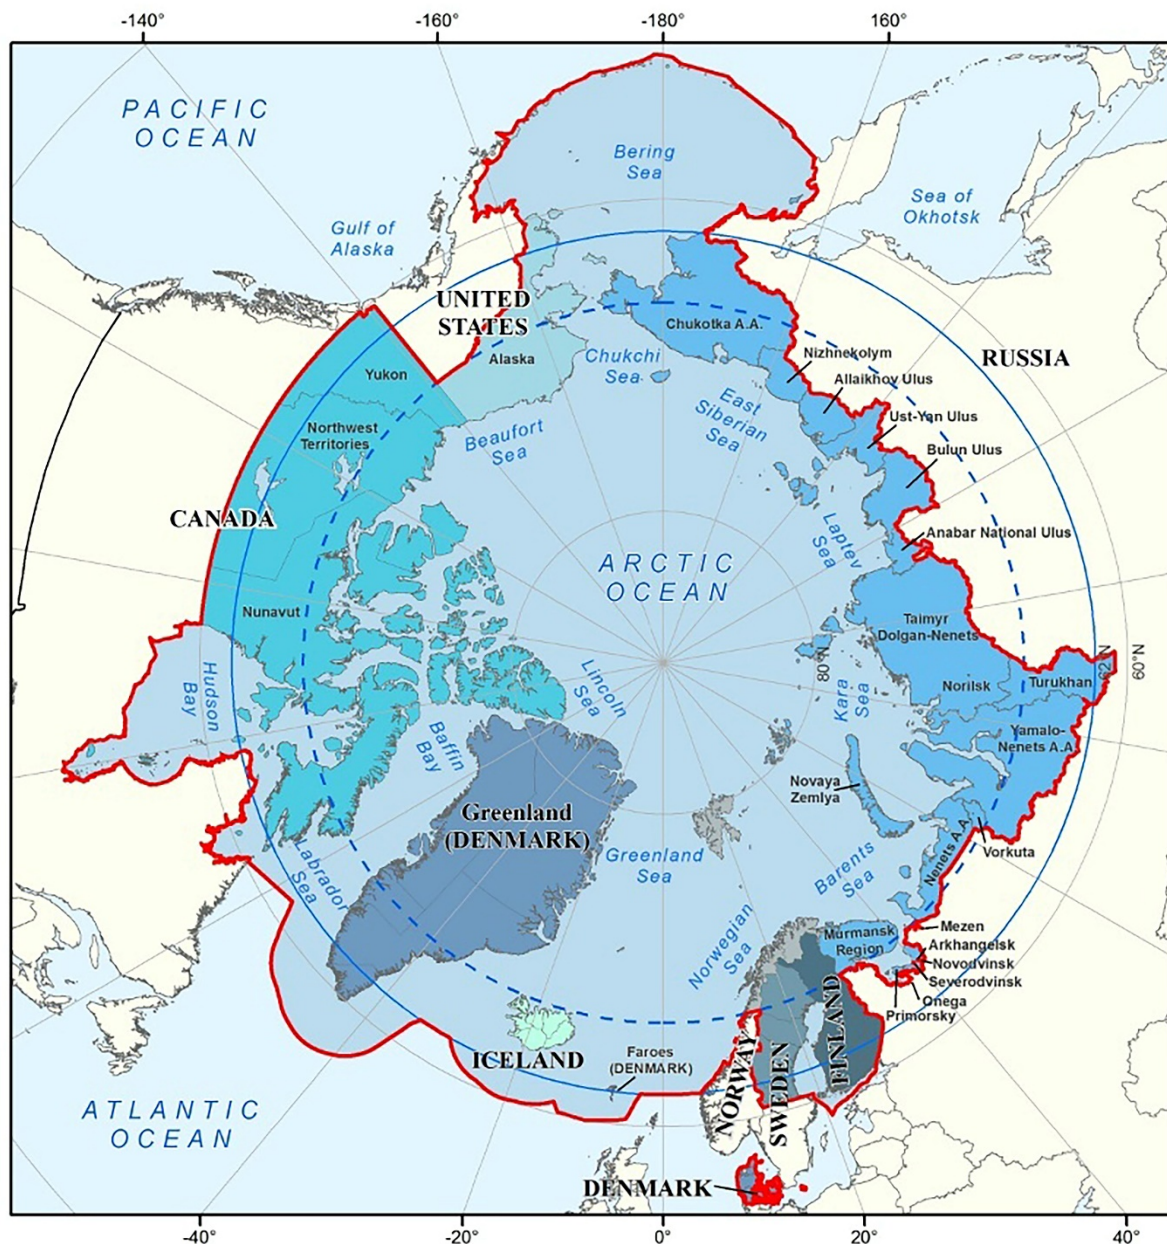 -140°
-160°
-180°
160°
PACIFIC
OCEAN
Bering
Sea
Sea of
Okhotsk
Gulf of
Alaska
UNITED
STATES
Alaska
Chukchi
Sea
Chukotka A.A.
Nizhnekolym
RUSSIA
Allaikhov Ulus
Yukon
Northwest
Territories
Beaufort
Sea
East
Siberian
Sea
Ust-Yan Ulus
Bulun Ulus
CANADA
Laptev
Sea
Anabar National Ulus
ARCTIC
OCEAN
Nunavut
Taimyr
Dolgan-Nenets
Hudson
Bay
Lincoln
Sea
80°N
Kara
Sea
Norilsk
Turukhan
62°N
60°N
Baffin
Bay
Yamalo-
Nenets A.A.
Novaya
Zemlya
Greenland
(DENMARK)
Greenland
Sea
Barents
Sea
Nenets A.A.
Vorkuta
Labrador
Sea
Norwegian
Sea
Murmansk
Region
Mezen
Arkhangelsk
Novodvinsk
Severodvinsk
Onega
Primorsky
ICELAND
Faroes
(DENMARK)
NORWAY
SWEDEN
FINLAND
ATLANTIC
OCEAN
DENMARK
-40°
-20°
0°
20°
40°